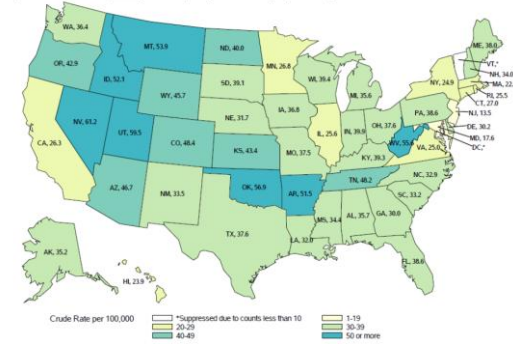 WA, 36.4
MT, 53.9
ND, 40.0
MN, 26.8
ME, 38.0
VT,*
NH, 34.0
MA, 22.
RI, 25.5
CT, 27.0
NJ, 13.5
DE, 30.2
MD, 17.6
DC,*
OR, 42.9
ID, 52.1
WY, 45.7
SD, 39.1
WI, 39.4
MI, 35.6
NY, 24.9
PA, 38.6
NV, 61.2
UT, 59.5
CO, 48.4
NE, 31.7
IA, 36.8
IL, 25.6
IN, 39.9
OH, 37.6
WV, 55.6
VA, 25.0
CA, 26.3
KS, 43.4
MO, 37.5
KY, 39.3
AZ, 46.7
NM, 33.5
OK, 56.9
AR, 53.5
TN, 48.2
NC, 32.9
SC, 33.2
TX, 37.6
LA, 32.0
MS, 34.4
AL, 35.7
GA, 30.0
FL, 38.6
AK, 35.2
HI, 23.9
Crude Rate per 100,000
*Suppressed due to counts less than 10
1-19
20-29
30-39
40-49
50 or more